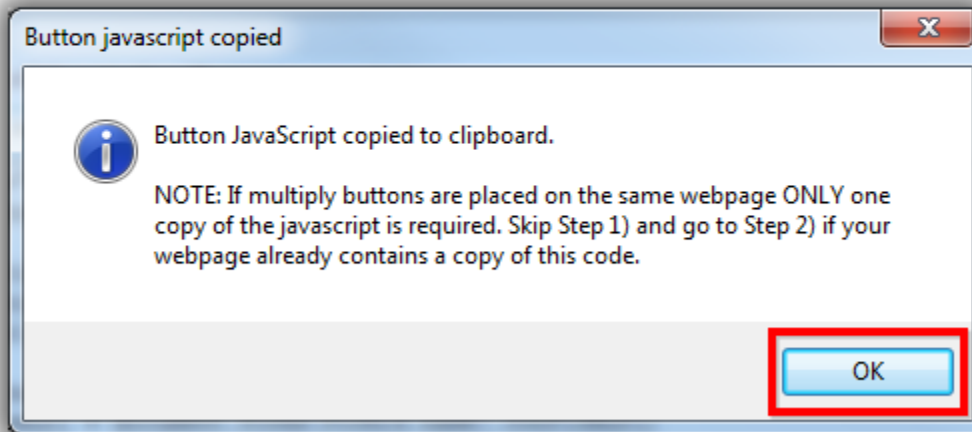 Button javascript copied
Button JavaScript copied to clipboard.
NOTE: If multiply buttons are placed on the same webpage ONLY one
copy of the javascript is required. Skip Step 1) and go to Step 2) if your
webpage already contains a copy of this code.
OK